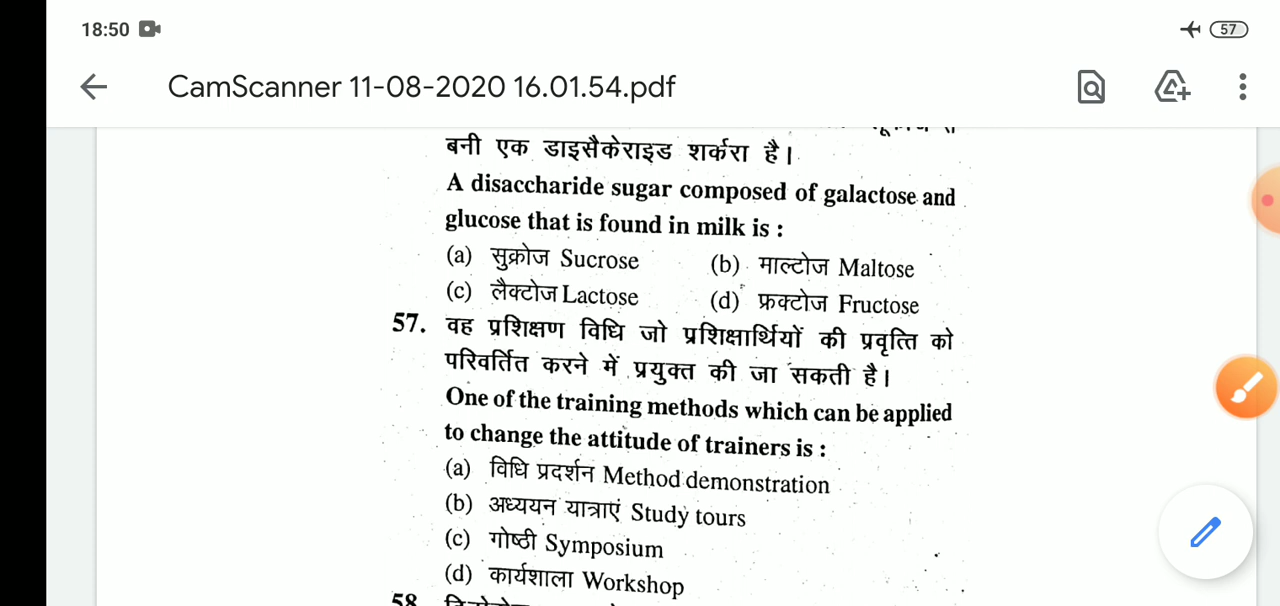 18:50
57
CamScanner 11-08-2020 16.01.54.pdf
बनी एक डाइसैकेराइड शर्करा है।
A disaccharide sugar composed of galactose and
glucose that is found in milk is :
(a) सुक्रोज Sucrose (b) माल्टोज Maltose
(c) लैक्टोज Lactose (d) फ्रक्टोज Fructose
57. वह प्रशिक्षण विधि जो प्रशिक्षार्थियों की प्रवृत्ति को
परिवर्तित करने में प्रयुक्त की जा सकती है।
One of the training methods which can be applied
to change the attitude of trainers is :
(a) विधि प्रदर्शन Method demonstration
(b) अध्ययन यात्राएं Study tours
(c) गोष्ठी Symposium
(d) कार्यशाला Workshop
58